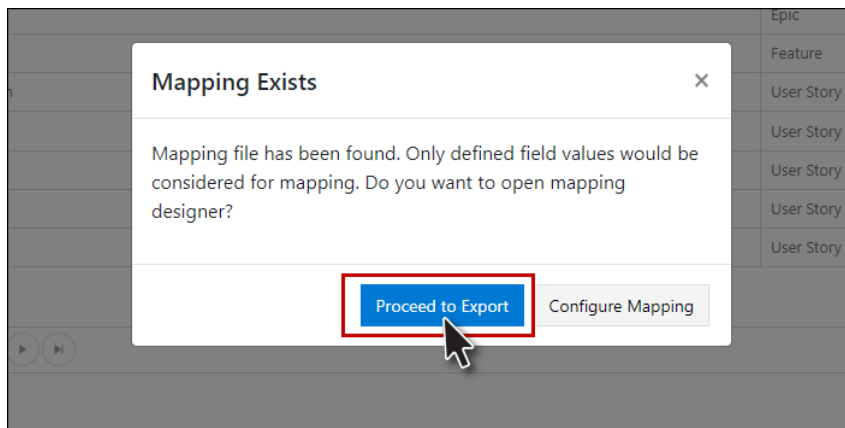 Epic
Feature
User Story
User Story
User Story
User Story
User Story
Mapping Exists
Mapping file has been found. Only defined field values would be
considered for mapping. Do you want to open mapping
designer?
Proceed to Export
Configure Mapping